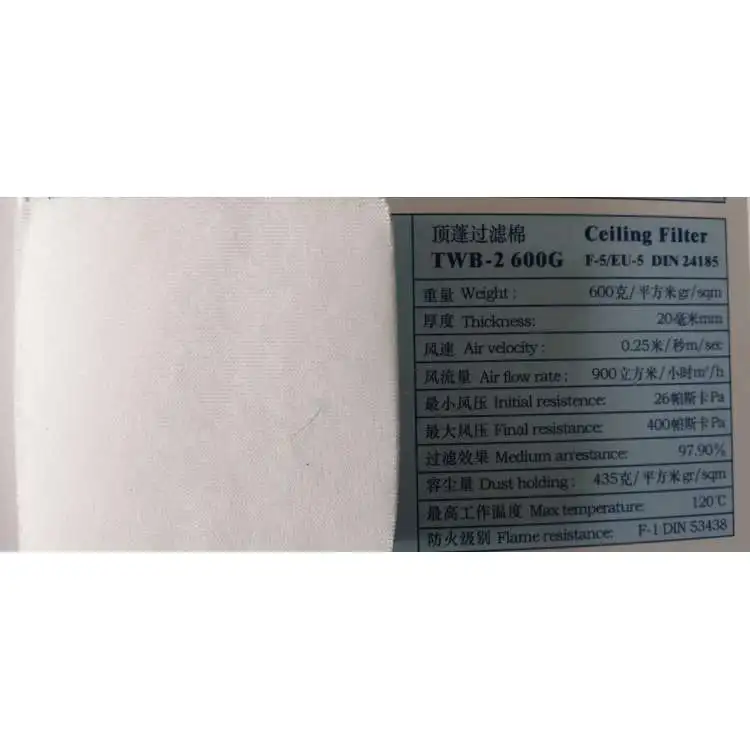 顶蓬过滤棉 Ceiling Filter
TWB-2 600G F-5/EU-5 DIN 24185
重量 Weight: 600克/平方米gr/sqm
厚度 Thickness: 20毫米mm
风速 Air velocity: 0.25米/秒m/sec
风流量 Air flow rate: 900立方米/小时m³/h
最小风压 Initial resistence: 26帕斯卡Pa
最大风压 Final resistance: 400帕斯卡Pa
过滤效果 Medium arrestance: 97.90%
容尘量 Dust holding: 435克/平方米gr/sqm
最高工作温度 Max temperature: 120℃
防火级别 Flame resistance: F-1 DIN 53438